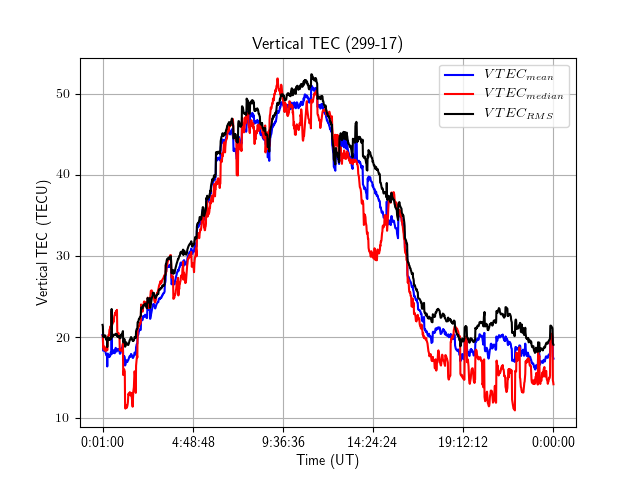 Vertical TEC (299-17)
VTEC_mean
VTEC_median
VTEC_RMS
Vertical TEC (TECU)
50
40
30
20
10
0:01:00 4:48:48 9:36:36 14:24:24 19:12:12 0:00:00
Time (UT)